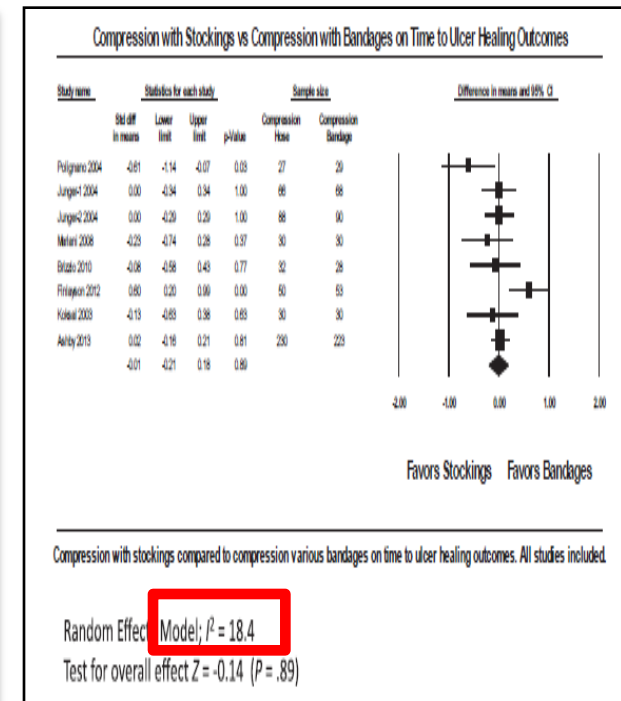 Compression with Stockings vs Compression with Bandages on Time to Ulcer Healing Outcomes
Study name Statistics for each study Sample size Difference in means and 95% CI
Std diff in means Lower limit Upper limit p-Value Compression Hose Compression Bandage
Polignano 2004 -0.61 -1.14 -0.07 0.03 27 29
Junger-1 2004 0.00 -0.34 0.34 1.00 66 68
Junger-2 2004 0.00 -0.29 0.29 1.00 88 90
Mariani 2008 -0.23 -0.74 0.28 0.37 30 30
Brizzio 2010 -0.08 -0.58 0.43 0.77 32 28
Finlayson 2012 0.60 0.20 0.99 0.00 50 53
Koksal 2003 -0.13 -0.63 0.38 0.63 30 30
Ashby 2013 0.02 -0.16 0.21 0.81 230 223
-0.01 -0.21 0.18 0.89
-2.00 -1.00 0.00 1.00 2.00
Favors Stockings Favors Bandages
Compression with stockings compared to compression various bandages on time to ulcer healing outcomes. All studies included.
Random Effect Model; I² = 18.4
Test for overall effect Z = -0.14 (P = .89)